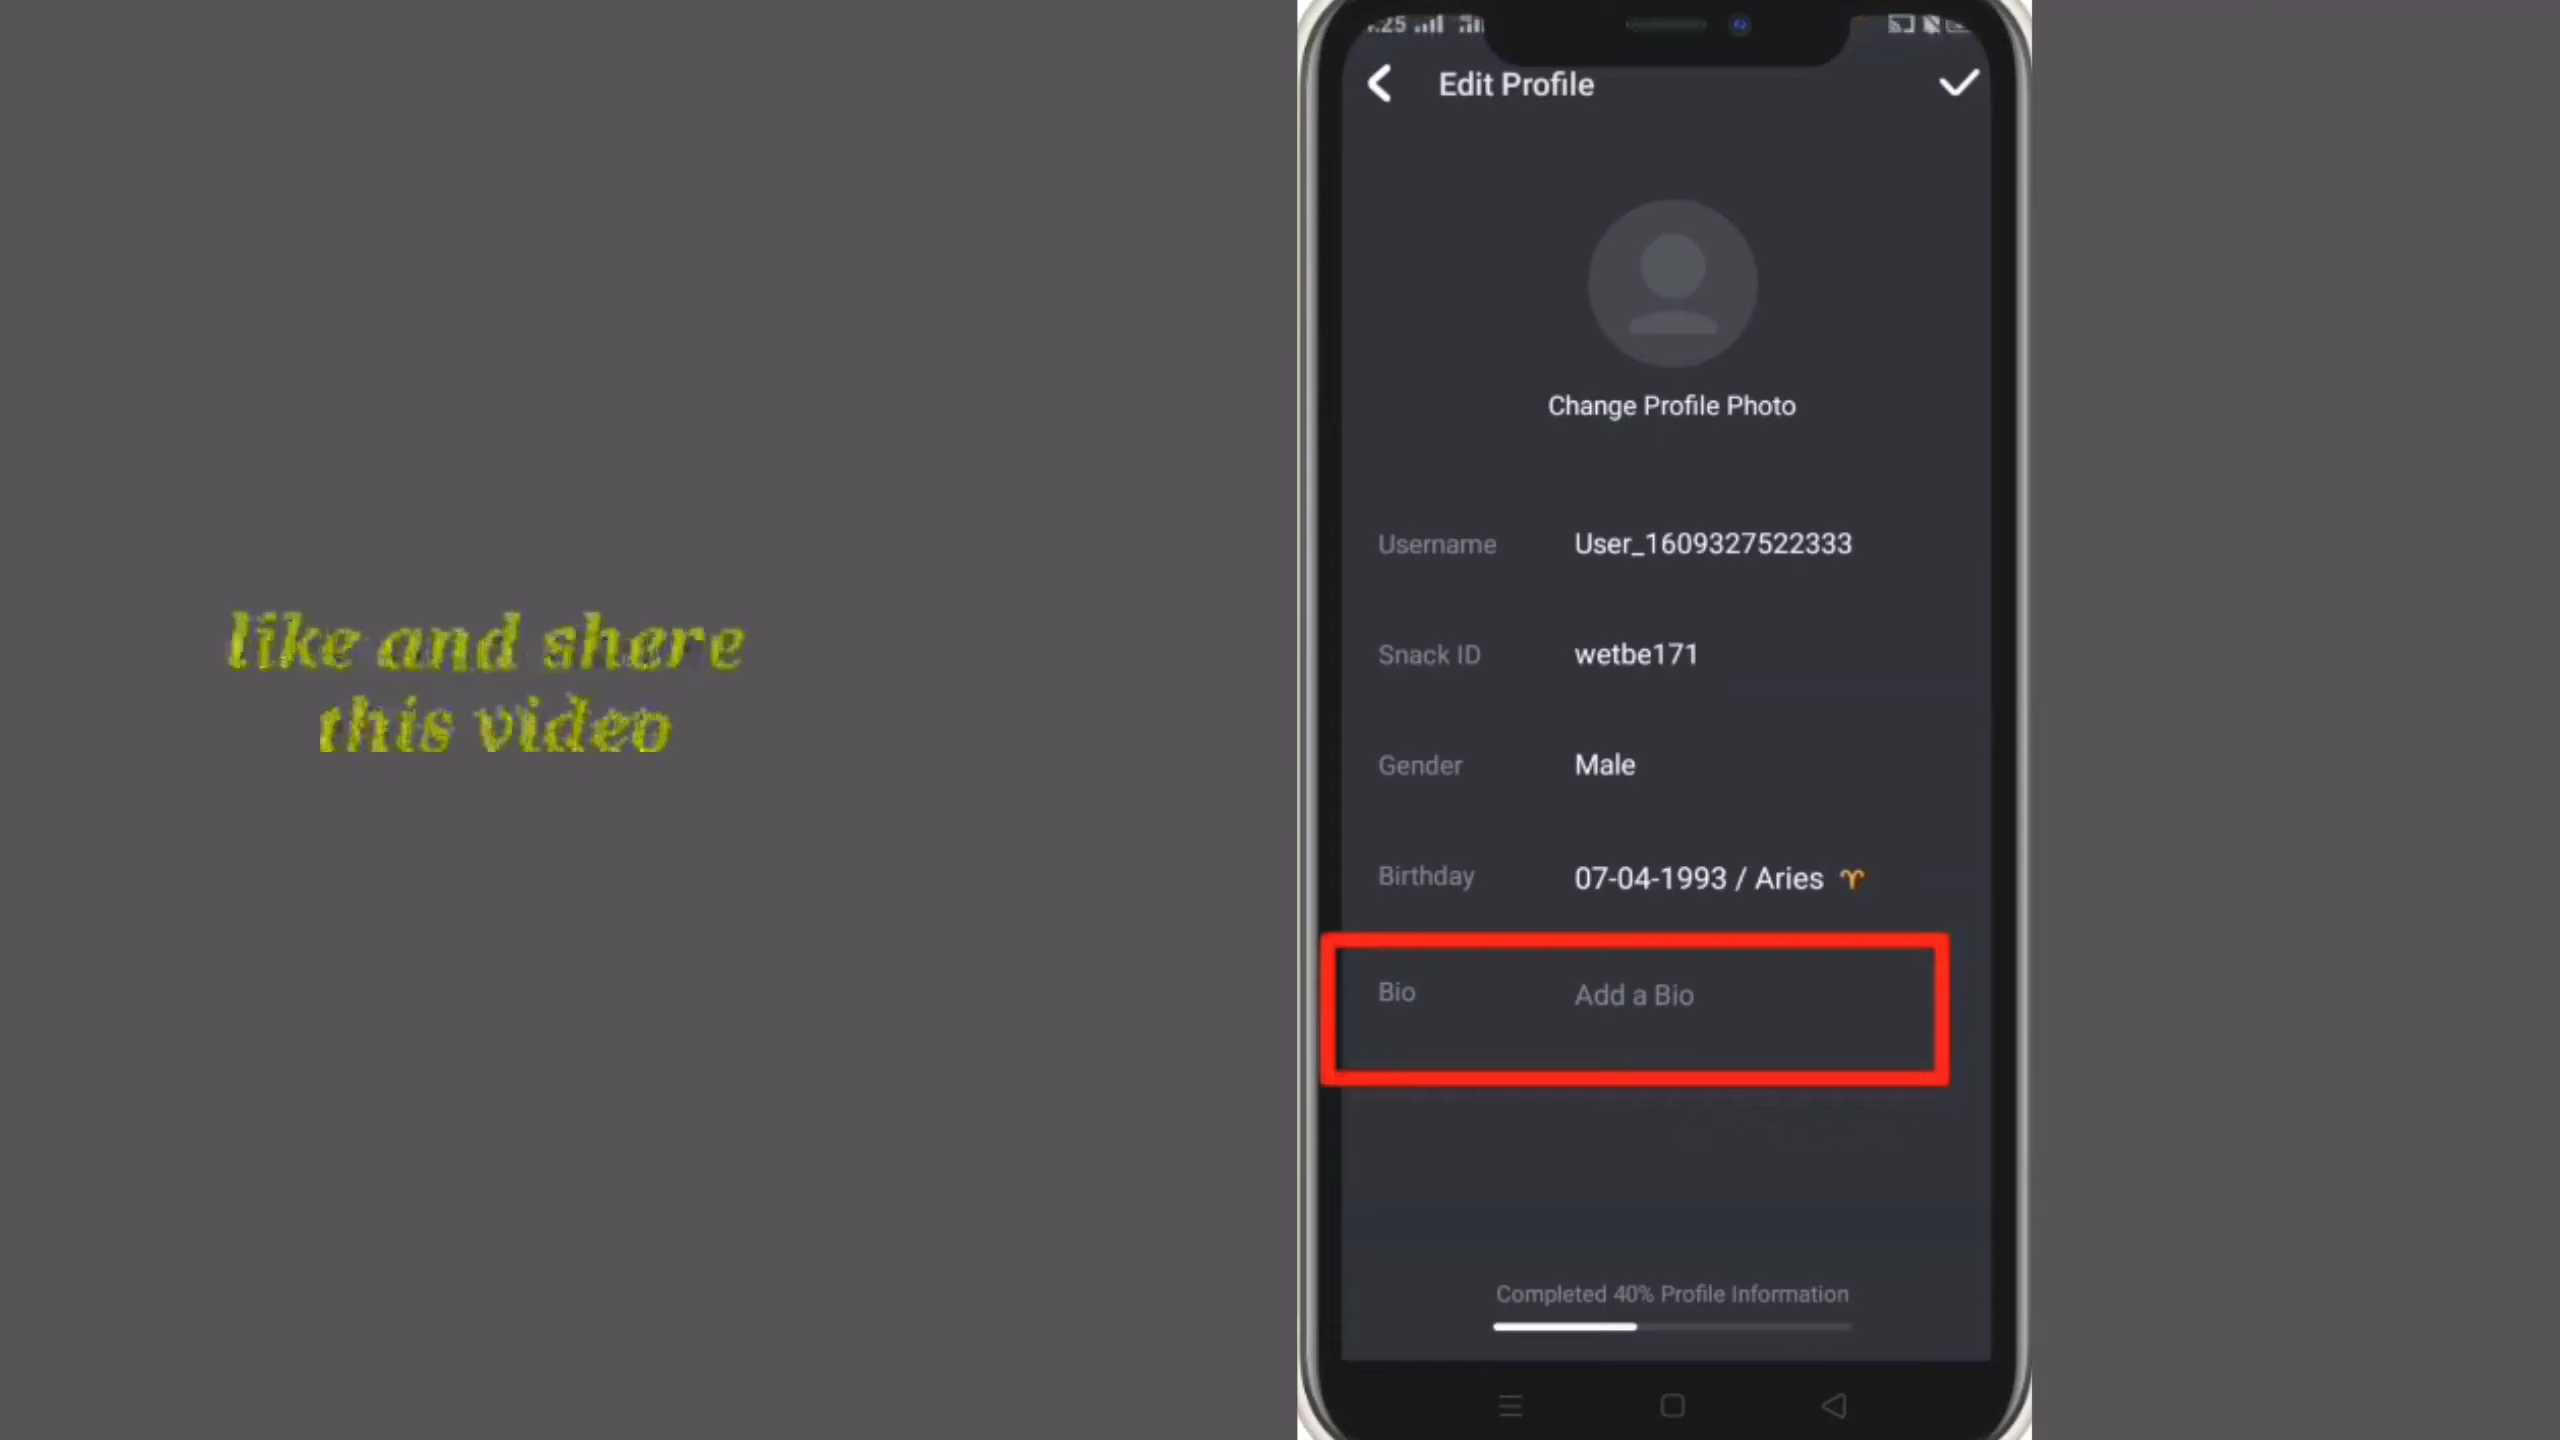 :25
Edit Profile
Change Profile Photo
Username User_1609327522333
Snack ID wetbe171
Gender Male
Birthday 07-04-1993 / Aries ♈
Bio Add a Bio
Completed 40% Profile Information
like and shere
this video